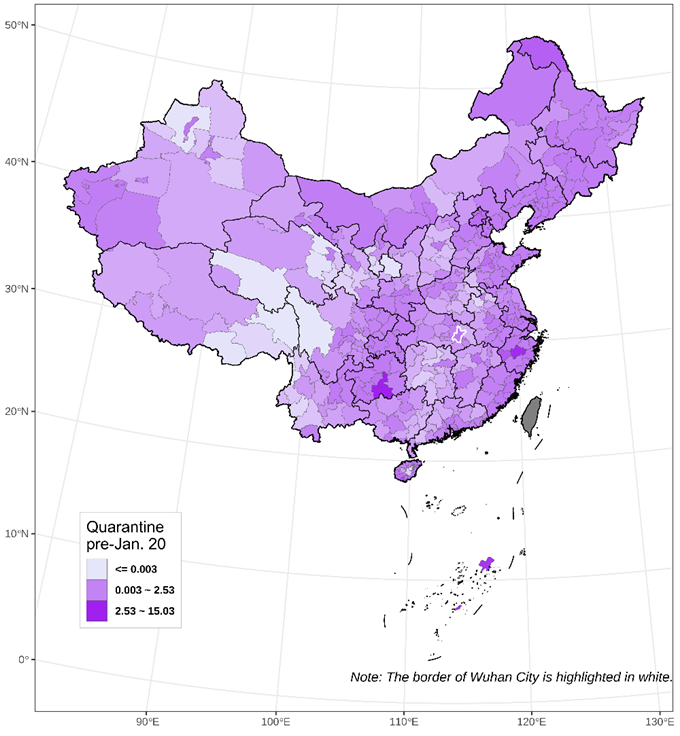 50°N
40°N
30°N
20°N
10°N
0°
Quarantine
pre-Jan. 20
<= 0.003
0.003 ~ 2.53
2.53 ~ 15.03
Note: The border of Wuhan City is highlighted in white.
90°E 100°E 110°E 120°E 130°E